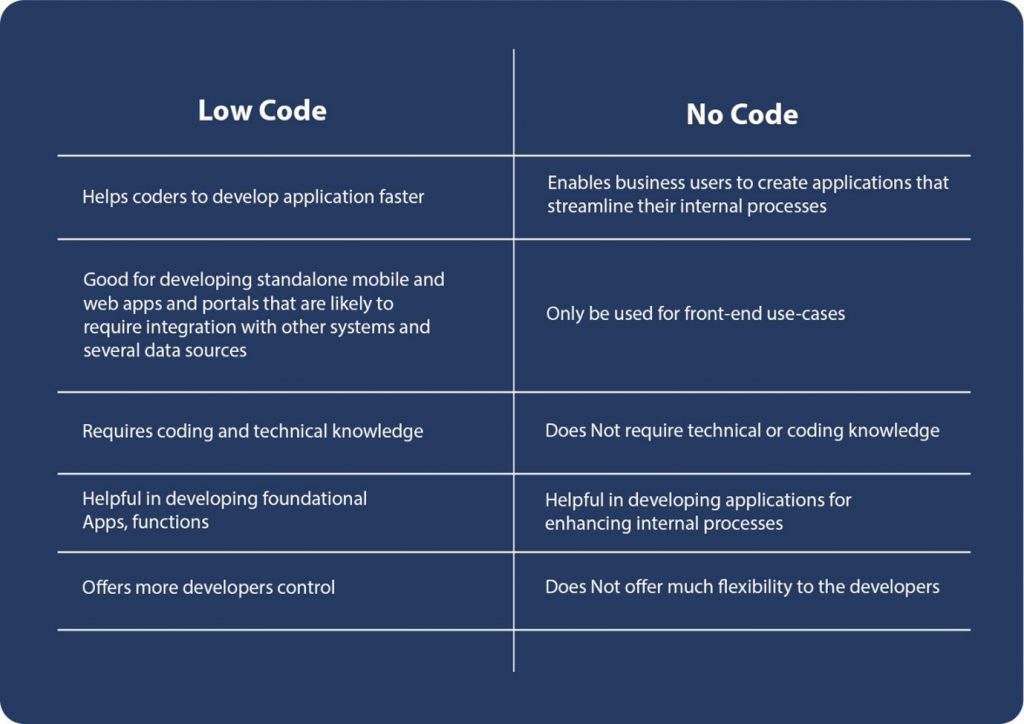 Low Code
No Code
Helps coders to develop application faster
Enables business users to create applications that
streamline their internal processes
Good for developing standalone mobile and
web apps and portals that are likely to
require integration with other systems and
several data sources
Only be used for front-end use-cases
Requires coding and technical knowledge
Does Not require technical or coding knowledge
Helpful in developing foundational
Apps, functions
Helpful in developing applications for
enhancing internal processes
Offers more developers control
Does Not offer much flexibility to the developers